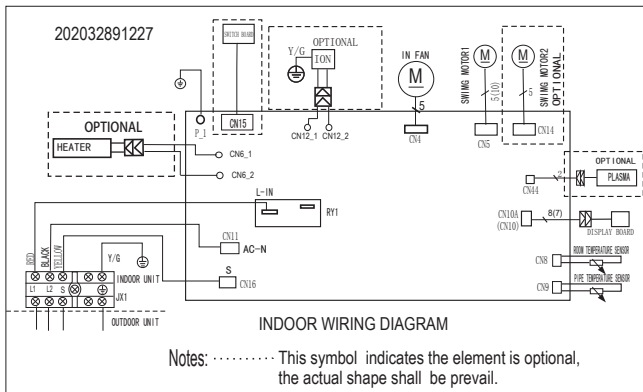 202032891227
SWITCH BOARD
CN15
P_1
Y/G
OPTIONAL
ION
CN12_1
CN12_2
IN FAN
M
5
CN4
SWING MOTOR1
M
5(10)
CN5
SWING MOTOR2
OPTIONAL
M
5
CN14
OPTIONAL
HEATER
CN6_1
CN6_2
OPTIONAL
PLASMA
2
CN44
L-IN
RY1
CN10A
(CN10)
8(7)
DISPLAY BOARD
CN11
AC-N
S
CN16
CN8
ROOM TEMPERATURE SENSOR
CN9
PIPE TEMPERATURE SENSOR
RED
BLACK
YELLOW
Y/G
L1 L2 S
INDOOR UNIT
JX1
OUTDOOR UNIT
INDOOR WIRING DIAGRAM
Notes: ·········· This symbol indicates the element is optional,
the actual shape shall be prevail.